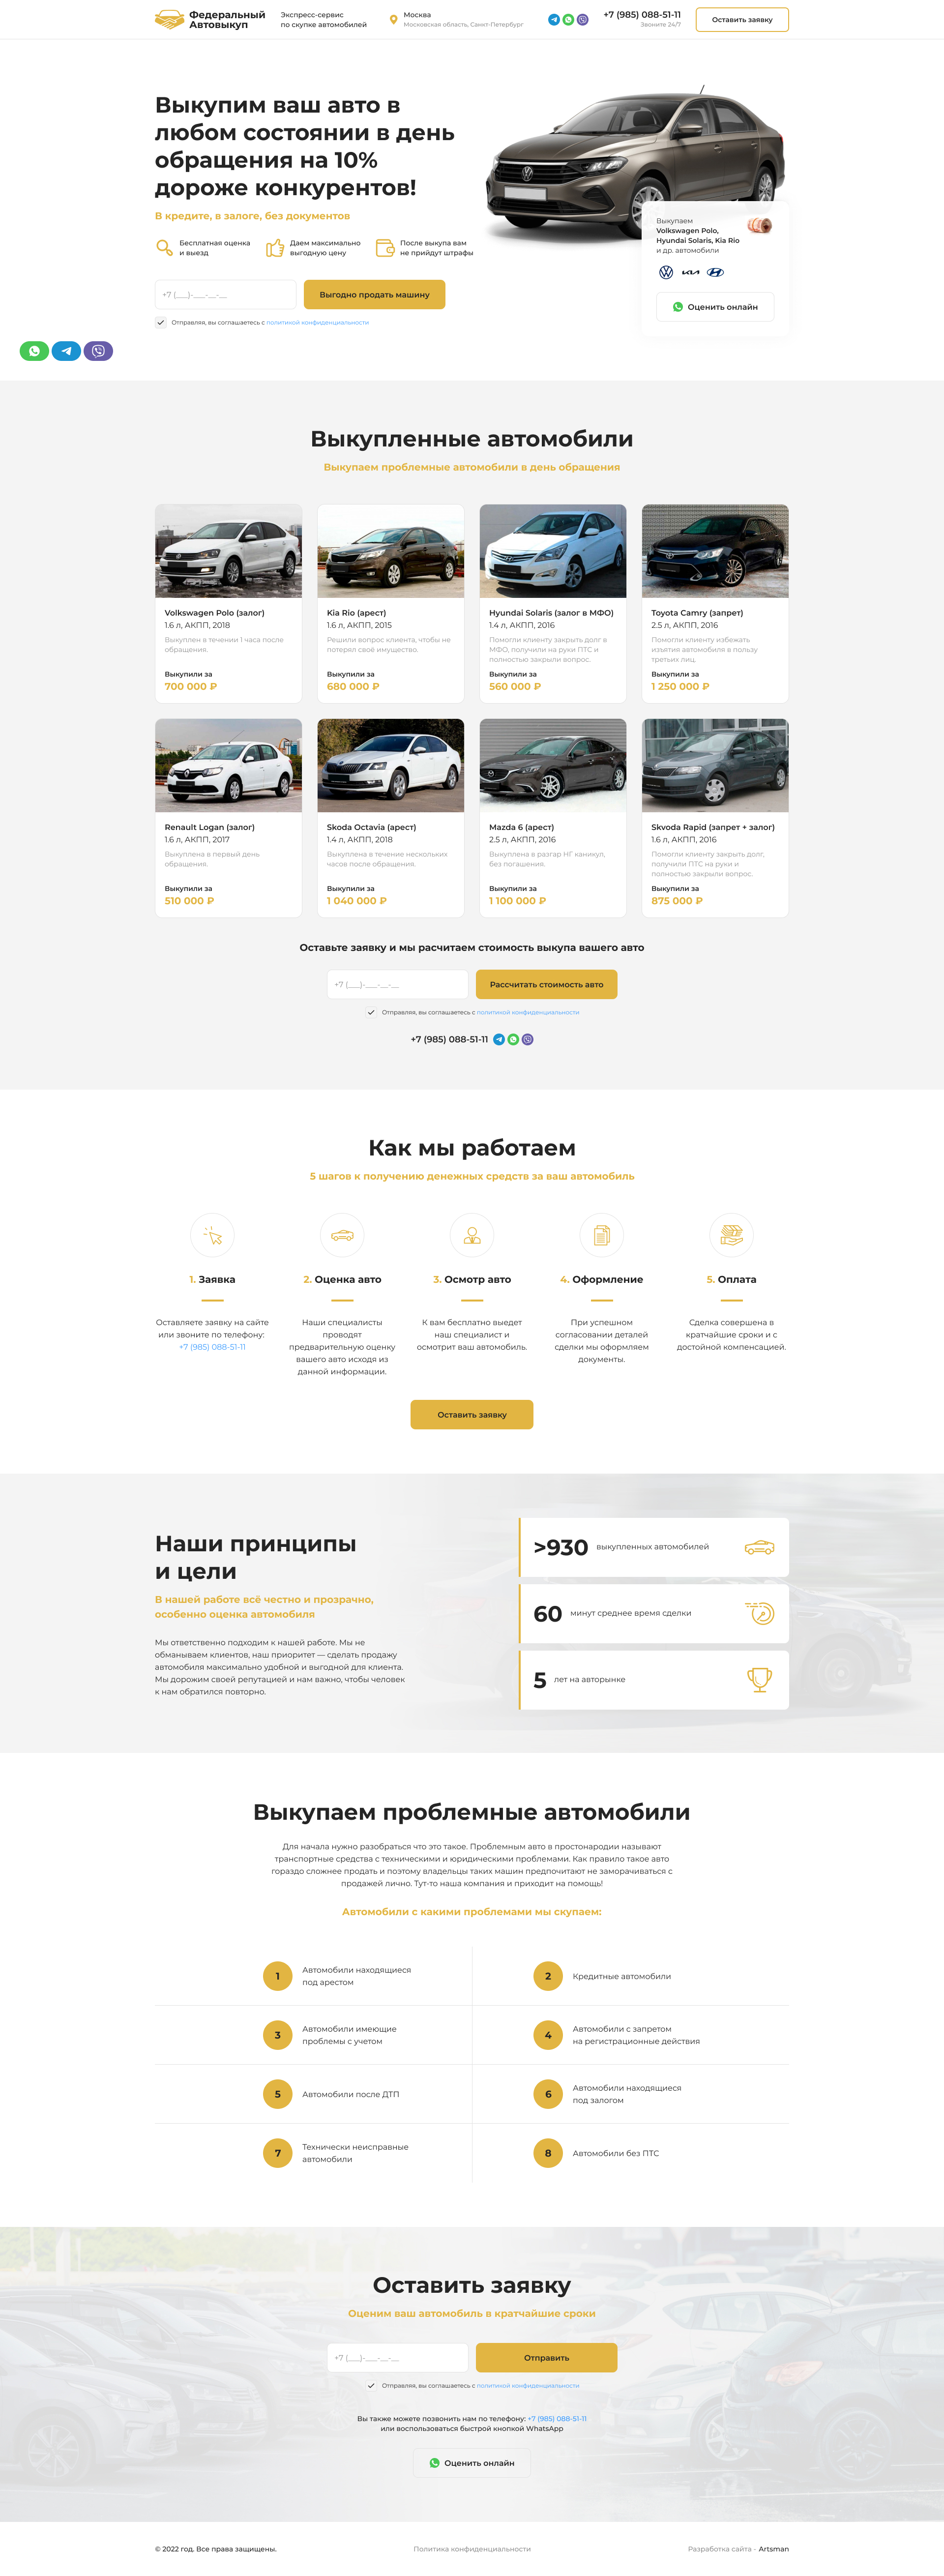 Федеральный
Автовыкуп
Экспресс-сервис
по скупке автомобилей
Москва
Московская область, Санкт-Петербург
+7 (985) 088-51-11
Звоните 24/7
Оставить заявку
Выкупим ваш авто в
любом состоянии в день
обращения на 10%
дороже конкурентов!
В кредите, в залоге, без документов
Бесплатная оценка
и выезд
Даем максимально
выгодную цену
После выкупа вам
не прийдут штрафы
+7 (___)-___-__-__
Выгодно продать машину
Отправляя, вы соглашаетесь с политикой конфиденциальности
Выкупаем
Volkswagen Polo,
Hyundai Solaris, Kia Rio
и др. автомобили
Оценить онлайн
Выкупленные автомобили
Выкупаем проблемные автомобили в день обращения
Volkswagen Polo (залог)
1.6 л, АКПП, 2018
Выкуплен в течении 1 часа после
обращения.
Выкупили за
700 000 ₽
Kia Rio (арест)
1.6 л, АКПП, 2015
Решили вопрос клиента, чтобы не
потерял своё имущество.
Выкупили за
680 000 ₽
Hyundai Solaris (залог в МФО)
1.4 л, АКПП, 2016
Помогли клиенту закрыть долг в
МФО, получили на руки ПТС и
полностью закрыли вопрос.
Выкупили за
560 000 ₽
Toyota Camry (запрет)
2.5 л, АКПП, 2016
Помогли клиенту избежать
изъятия автомобиля в пользу
третьих лиц.
Выкупили за
1 250 000 ₽
Renault Logan (залог)
1.6 л, АКПП, 2017
Выкуплена в первый день
обращения.
Выкупили за
510 000 ₽
Skoda Octavia (арест)
1.4 л, АКПП, 2018
Выкуплена в течение нескольких
часов после обращения.
Выкупили за
1 040 000 ₽
Mazda 6 (арест)
2.5 л, АКПП, 2016
Выкуплена в разгар НГ каникул,
без погашения.
Выкупили за
1 100 000 ₽
Skvoda Rapid (запрет + залог)
1.6 л, АКПП, 2016
Помогли клиенту закрыть долг,
получили ПТС на руки и
полностью закрыли вопрос.
Выкупили за
875 000 ₽
Оставьте заявку и мы расчитаем стоимость выкупа вашего авто
+7 (___)-___-__-__
Рассчитать стоимость авто
Отправляя, вы соглашаетесь с политикой конфиденциальности
+7 (985) 088-51-11
Как мы работаем
5 шагов к получению денежных средств за ваш автомобиль
1. Заявка
Оставляете заявку на сайте
или звоните по телефону:
+7 (985) 088-51-11
2. Оценка авто
Наши специалисты
проводят
предварительную оценку
вашего авто исходя из
данной информации.
3. Осмотр авто
К вам бесплатно выедет
наш специалист и
осмотрит ваш автомобиль.
4. Оформление
При успешном
согласовании деталей
сделки мы оформляем
документы.
5. Оплата
Сделка совершена в
кратчайшие сроки и с
достойной компенсацией.
Оставить заявку
Наши принципы
и цели
В нашей работе всё честно и прозрачно,
особенно оценка автомобиля
Мы ответственно подходим к нашей работе. Мы не
обманываем клиентов, наш приоритет — сделать продажу
автомобиля максимально удобной и выгодной для клиента.
Мы дорожим своей репутацией и нам важно, чтобы человек
к нам обратился повторно.
>930 выкупленных автомобилей
60 минут среднее время сделки
5 лет на авторынке
Выкупаем проблемные автомобили
Для начала нужно разобраться что это такое. Проблемным авто в простонародии называют
транспортные средства с техническими и юридическими проблемами. Как правило такое авто
гораздо сложнее продать и поэтому владельцы таких машин предпочитают не заморачиваться с
продажей лично. Тут-то наша компания и приходит на помощь!
Автомобили с какими проблемами мы скупаем:
1
Автомобили находящиеся
под арестом
2
Кредитные автомобили
3
Автомобили имеющие
проблемы с учетом
4
Автомобили с запретом
на регистрационные действия
5
Автомобили после ДТП
6
Автомобили находящиеся
под залогом
7
Технически неисправные
автомобили
8
Автомобили без ПТС
Оставить заявку
Оценим ваш автомобиль в кратчайшие сроки
+7 (___)-___-__-__
Отправить
Отправляя, вы соглашаетесь с политикой конфиденциальности
Вы также можете позвонить нам по телефону: +7 (985) 088-51-11
или воспользоваться быстрой кнопкой WhatsApp
Оценить онлайн
© 2022 год. Все права защищены.
Политика конфиденциальности
Разработка сайта - Artsman